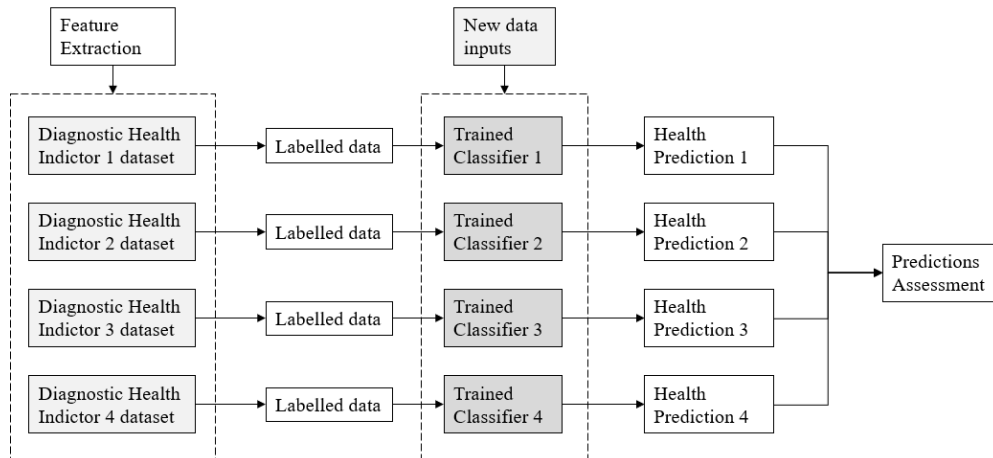 Feature
Extraction
New data
inputs
Diagnostic Health
Indictor 1 dataset
Labelled data
Trained
Classifier 1
Health
Prediction 1
Diagnostic Health
Indictor 2 dataset
Labelled data
Trained
Classifier 2
Health
Prediction 2
Predictions
Assessment
Diagnostic Health
Indictor 3 dataset
Labelled data
Trained
Classifier 3
Health
Prediction 3
Diagnostic Health
Indictor 4 dataset
Labelled data
Trained
Classifier 4
Health
Prediction 4